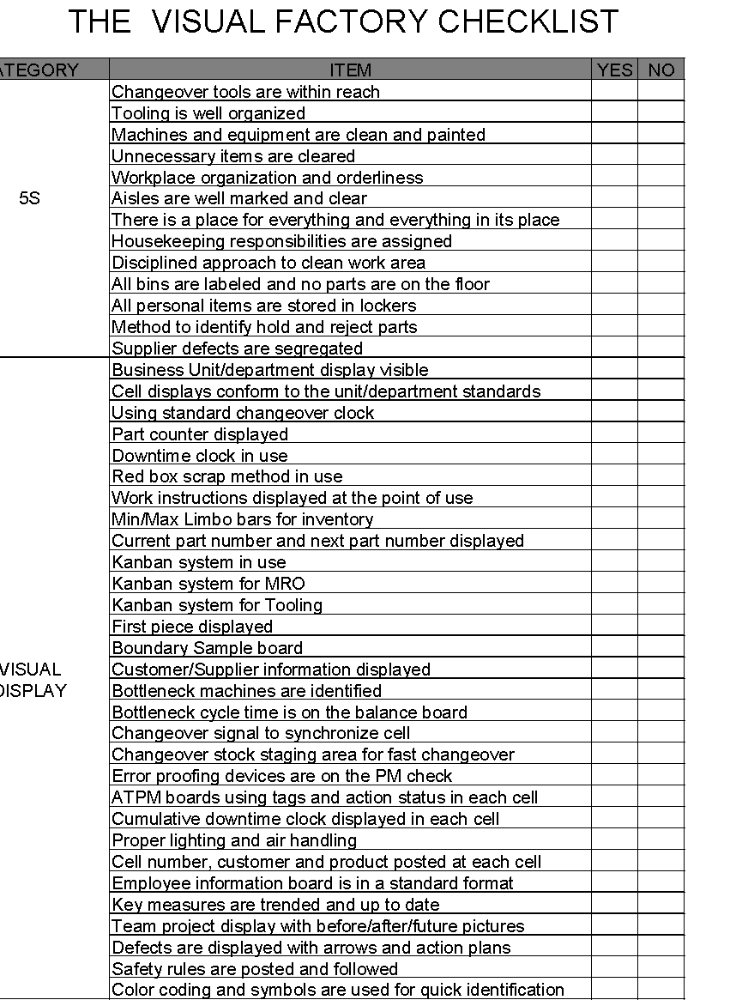 THE VISUAL FACTORY CHECKLIST
ATEGORY ITEM YES NO
Changeover tools are within reach
Tooling is well organized
Machines and equipment are clean and painted
Unnecessary items are cleared
Workplace organization and orderliness
5S Aisles are well marked and clear
There is a place for everything and everything in its place
Housekeeping responsibilities are assigned
Disciplined approach to clean work area
All bins are labeled and no parts are on the floor
All personal items are stored in lockers
Method to identify hold and reject parts
Supplier defects are segregated
Business Unit/department display visible
Cell displays conform to the unit/department standards
Using standard changeover clock
Part counter displayed
Downtime clock in use
Red box scrap method in use
Work instructions displayed at the point of use
Min/Max Limbo bars for inventory
Current part number and next part number displayed
Kanban system in use
Kanban system for MRO
Kanban system for Tooling
First piece displayed
Boundary Sample board
VISUAL Customer/Supplier information displayed
DISPLAY Bottleneck machines are identified
Bottleneck cycle time is on the balance board
Changeover signal to synchronize cell
Changeover stock staging area for fast changeover
Error proofing devices are on the PM check
ATPM boards using tags and action status in each cell
Cumulative downtime clock displayed in each cell
Proper lighting and air handling
Cell number, customer and product posted at each cell
Employee information board is in a standard format
Key measures are trended and up to date
Team project display with before/after/future pictures
Defects are displayed with arrows and action plans
Safety rules are posted and followed
Color coding and symbols are used for quick identification